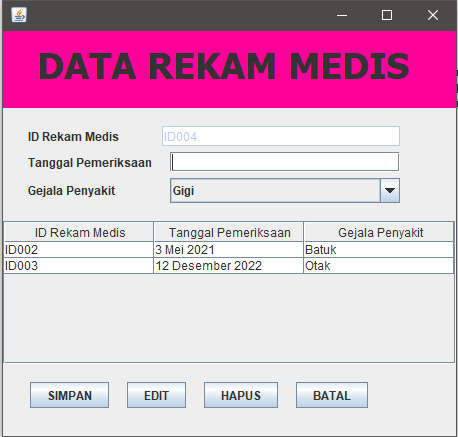 DATA REKAM MEDIS
ID Rekam Medis ID004
Tanggal Pemeriksaan
Gejala Penyakit Gigi
ID Rekam Medis Tanggal Pemeriksaan Gejala Penyakit
ID002 3 Mei 2021 Batuk
ID003 12 Desember 2022 Otak
SIMPAN EDIT HAPUS BATAL